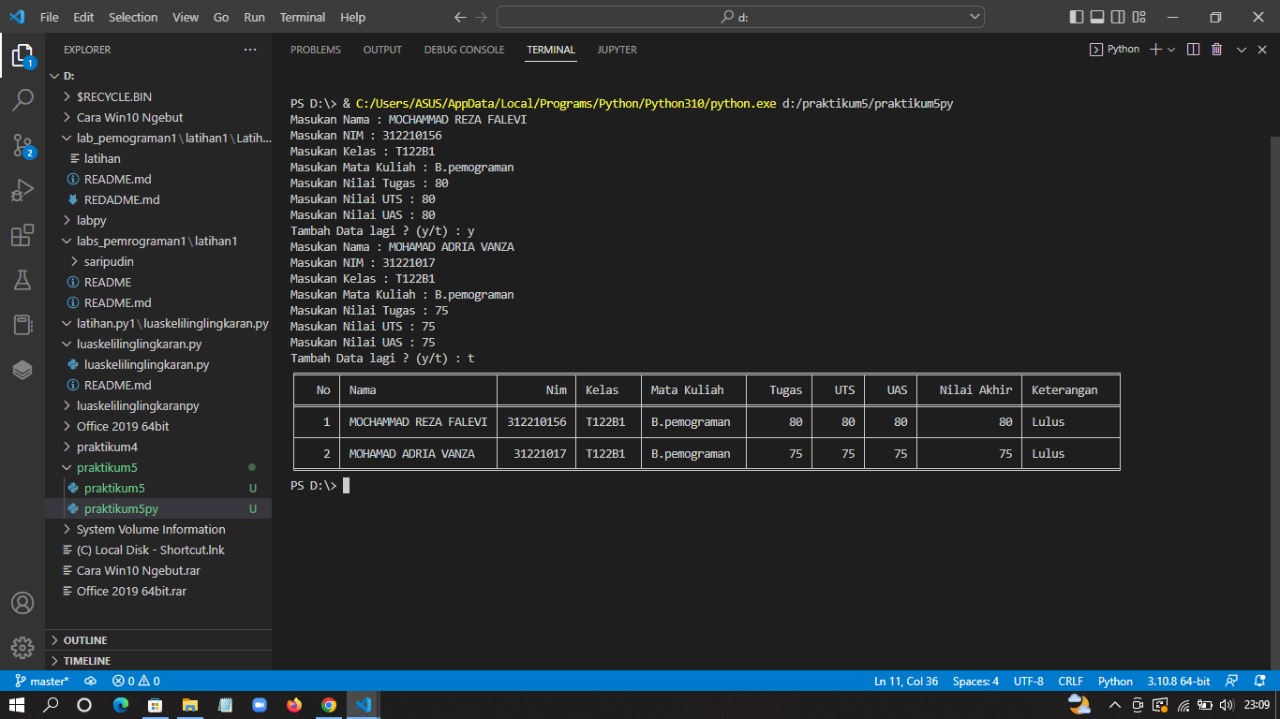 File Edit Selection View Go Run Terminal Help
d:
EXPLORER
PROBLEMS OUTPUT DEBUG CONSOLE TERMINAL JUPYTER
Python
1
2
D:
$RECYCLE.BIN
Cara Win10 Ngebut
lab_pemograman1\latihan1\Latih...
latihan
README.md
REDADME.md
labpy
labs_pemrograman1\latihan1
saripudin
README
README.md
latihan.py1\luaskelilinglingkaran.py
luaskelilinglingkaran.py
luaskelilinglingkaran.py
README.md
luaskelilinglingkaranpy
Office 2019 64bit
praktikum4
praktikum5
praktikum5 U
praktikum5py U
System Volume Information
(C) Local Disk - Shortcut.lnk
Cara Win10 Ngebut.rar
Office 2019 64bit.rar
OUTLINE
TIMELINE
PS D:\> & C:/Users/ASUS/AppData/Local/Programs/Python/Python310/python.exe d:/praktikum5/praktikum5py
Masukan Nama : MOCHAMMAD REZA FALEVI
Masukan NIM : 312210156
Masukan Kelas : T122B1
Masukan Mata Kuliah : B.pemograman
Masukan Nilai Tugas : 80
Masukan Nilai UTS : 80
Masukan Nilai UAS : 80
Tambah Data lagi ? (y/t) : y
Masukan Nama : MOHAMAD ADRIA VANZA
Masukan NIM : 31221017
Masukan Kelas : T122B1
Masukan Mata Kuliah : B.pemograman
Masukan Nilai Tugas : 75
Masukan Nilai UTS : 75
Masukan Nilai UAS : 75
Tambah Data lagi ? (y/t) : t
No Nama Nim Kelas Mata Kuliah Tugas UTS UAS Nilai Akhir Keterangan
1 MOCHAMMAD REZA FALEVI 312210156 T122B1 B.pemograman 80 80 80 80 Lulus
2 MOHAMAD ADRIA VANZA 31221017 T122B1 B.pemograman 75 75 75 75 Lulus
PS D:\>
master* 0 0 Ln 11, Col 36 Spaces: 4 UTF-8 CRLF Python 3.10.8 64-bit
23:09